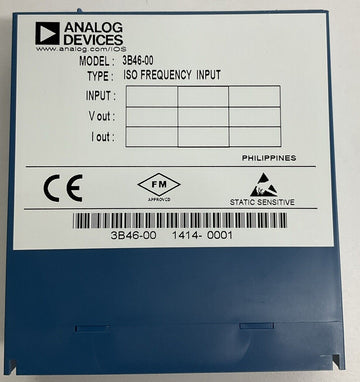 ANALOG
DEVICES
www.analog.com/IOS
MODEL : 3B46-00
TYPE : ISO FREQUENCY INPUT
INPUT :
V out :
I out :
PHILIPPINES
CE
FM
APPROVED
STATIC SENSITIVE
3B46-00 1414- 0001